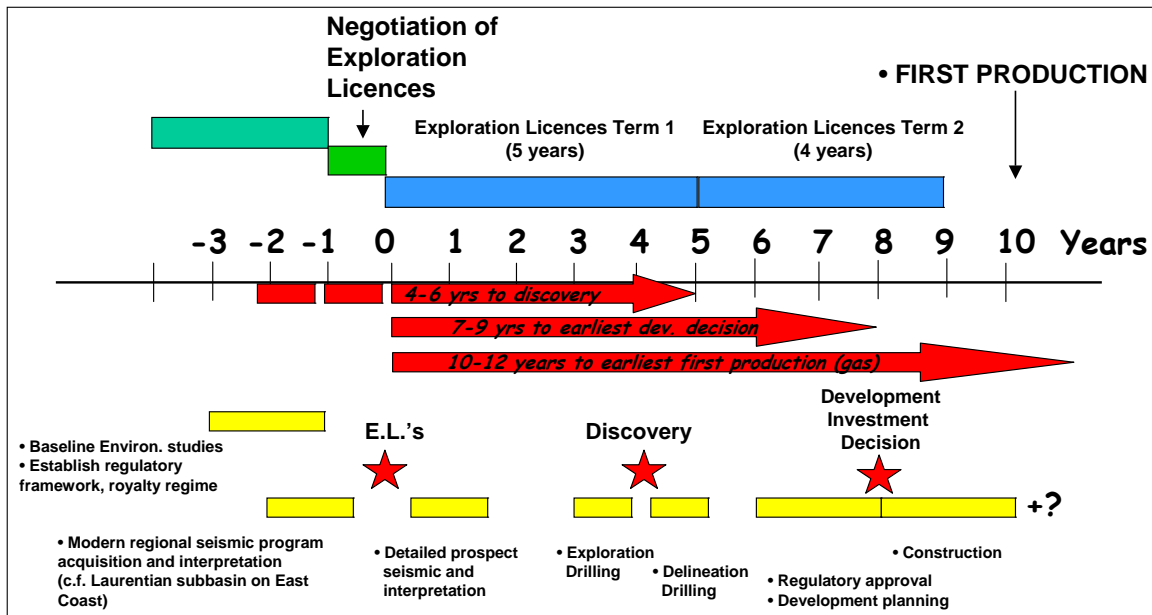 Negotiation of
Exploration
Licences
• FIRST PRODUCTION
Exploration Licences Term 1
(5 years)
Exploration Licences Term 2
(4 years)
-3 -2 -1 0 1 2 3 4 5 6 7 8 9 10 Years
4-6 yrs to discovery
7-9 yrs to earliest dev. decision
10-12 years to earliest first production (gas)
• Baseline Environ. studies
• Establish regulatory
framework, royalty regime
E.L.'s
Discovery
Development
Investment
Decision
+?
• Modern regional seismic program
acquisition and interpretation
(c.f. Laurentian subbasin on East
Coast)
• Detailed prospect
seismic and
interpretation
• Exploration
Drilling
• Delineation
Drilling
• Construction
• Regulatory approval
• Development planning